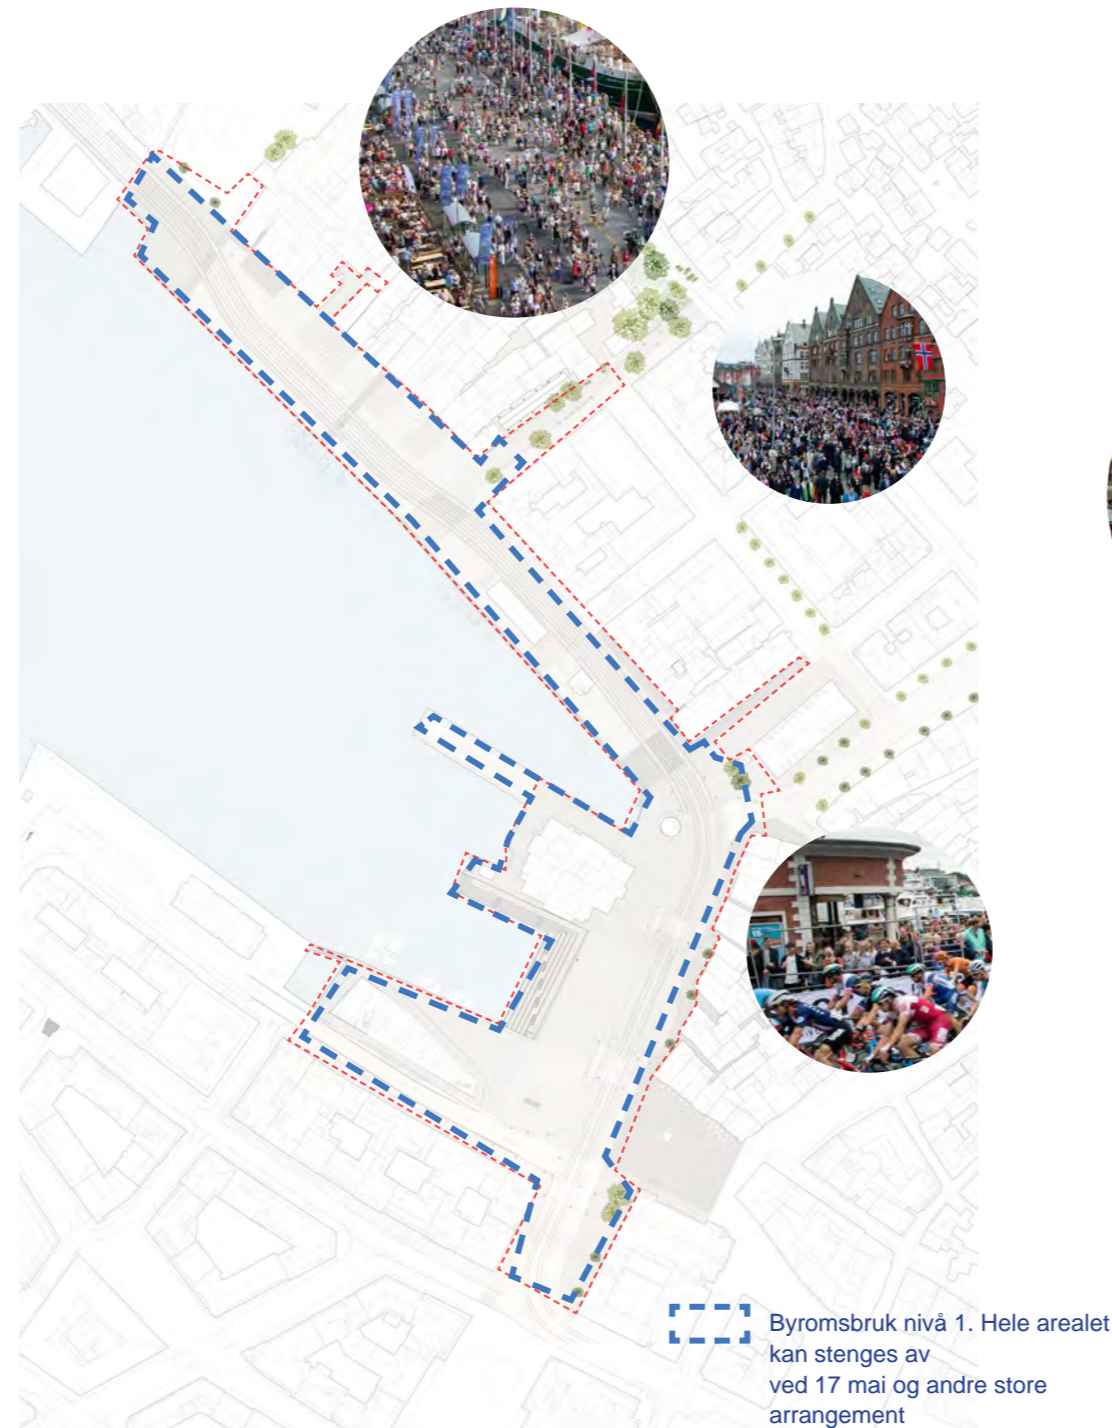 Byromsbruk nivå 1. Hele arealet
kan stenges av
ved 17 mai og andre store
arrangement